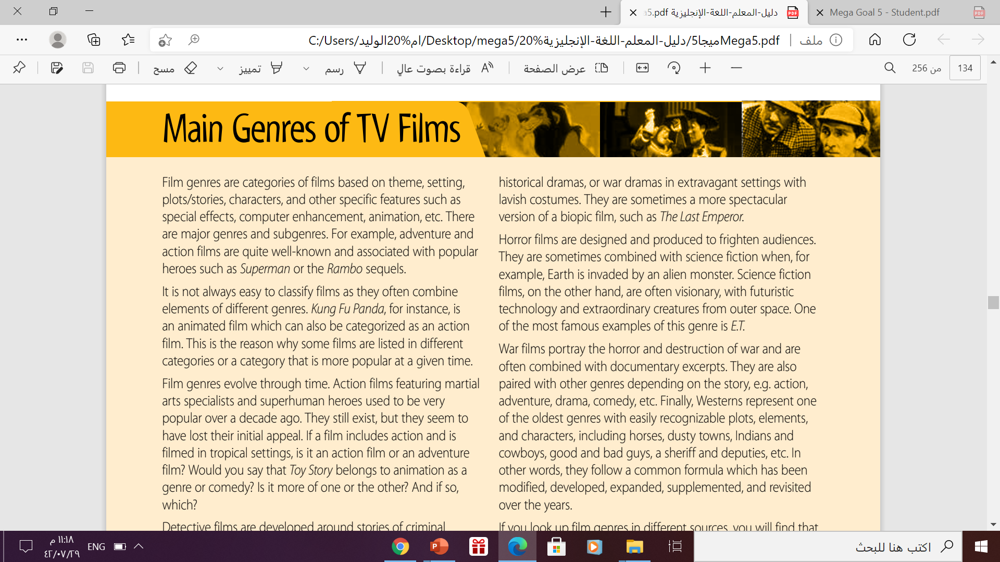 دليل-المعلم-اللغة-الإنجليزية a5.pdf
Mega Goal 5 - Student.pdf
C:/Users/ام%20الوليد/Desktop/mega5/20%دليل-المعلم-اللغة-الإنجليزية/ميجا5Mega5.pdf
ملف
134
من 256
عرض الصفحة
قراءة بصوت عالٍ
رسم
تمييز
مسح
Main Genres of TV Films
Film genres are categories of films based on theme, setting,
plots/stories, characters, and other specific features such as
special effects, computer enhancement, animation, etc. There
are major genres and subgenres. For example, adventure and
action films are quite well-known and associated with popular
heroes such as Superman or the Rambo sequels.
It is not always easy to classify films as they often combine
elements of different genres. Kung Fu Panda, for instance, is
an animated film which can also be categorized as an action
film. This is the reason why some films are listed in different
categories or a category that is more popular at a given time.
Film genres evolve through time. Action films featuring martial
arts specialists and superhuman heroes used to be very
popular over a decade ago. They still exist, but they seem to
have lost their initial appeal. If a film includes action and is
filmed in tropical settings, is it an action film or an adventure
film? Would you say that Toy Story belongs to animation as a
genre or comedy? Is it more of one or the other? And if so,
which?
Detective films are developed around stories of criminal
historical dramas, or war dramas in extravagant settings with
lavish costumes. They are sometimes a more spectacular
version of a biopic film, such as The Last Emperor.
Horror films are designed and produced to frighten audiences.
They are sometimes combined with science fiction when, for
example, Earth is invaded by an alien monster. Science fiction
films, on the other hand, are often visionary, with futuristic
technology and extraordinary creatures from outer space. One
of the most famous examples of this genre is E.T.
War films portray the horror and destruction of war and are
often combined with documentary excerpts. They are also
paired with other genres depending on the story, e.g. action,
adventure, drama, comedy, etc. Finally, Westerns represent one
of the oldest genres with easily recognizable plots, elements,
and characters, including horses, dusty towns, Indians and
cowboys, good and bad guys, a sheriff and deputies, etc. In
other words, they follow a common formula which has been
modified, developed, expanded, supplemented, and revisited
over the years.
If you look up film genres in different sources, you will find that
اكتب هنا للبحث
ENG
١١:١٨ م
٤٢/٠٧/٢٩